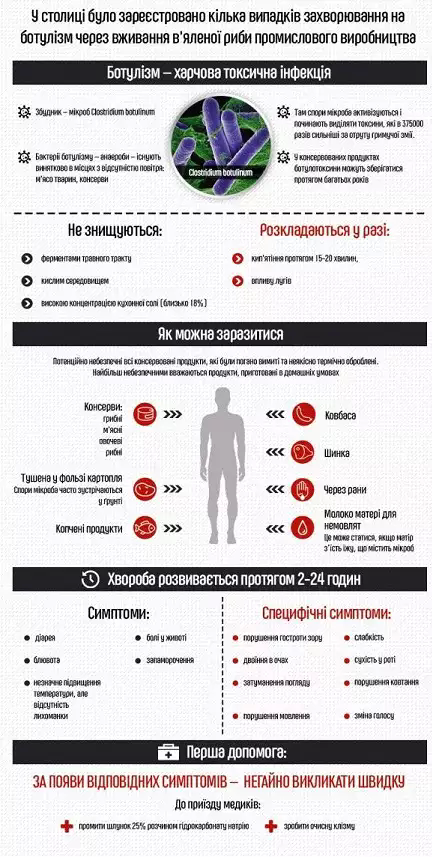 У столиці було зареєстровано кілька випадків захворювання на
ботулізм через вживання в'яленої риби промислового виробництва
Ботулізм – харчова токсична інфекція
Збудник – мікроб Clostridium botulinum
Бактерії ботулізму – анаероби – існують
винятково в місцях з відсутністю повітря:
м'ясо тварин, консерви
Clostridium botulinum
Там спори мікроба активізуються і
починають виділяти токсини, які в 375000
разів сильніші за отруту гримучої змії.
У консервованих продуктах
ботулотоксини можуть зберігатися
протягом багатьох років
Не знищуються:
ферментами травного тракту
кислим середовищем
високою концентрацією кухонної солі (близько 18%)
Розкладаються у разі:
кип'ятіння протягом 15-20 хвилин,
впливу лугів
Як можна заразитися
Потенційно небезпечні всі консервовані продукти, які були погано вимиті та неякісно термічно оброблені.
Найбільш небезпечними вважаються продукти, приготовані в домашніх умовах
Консерви:
грибні
м'ясні
овочеві
рибні
Тушена у фользі картопля
Спори мікроба часто зустрічаються
у ґрунті
Копчені продукти
Ковбаса
Шинка
Через рани
Молоко матері для
немовлят
Це може статися, якщо матір
з'їсть їжу, що містить мікроб
Хвороба розвивається протягом 2-24 годин
Симптоми:
діарея
болі у животі
блювота
запаморочення
незначне підвищення
температури, але
відсутність
лихоманки
Специфічні симптоми:
порушення гостроти зору
слабкість
двоїння в очах
сухість у роті
затуманення погляду
порушення ковтання
порушення мовлення
зміна голосу
Перша допомога:
ЗА ПОЯВИ ВІДПОВІДНИХ СИМПТОМІВ – НЕГАЙНО ВИКЛИКАТИ ШВИДКУ
До приїзду медиків:
промити шлунок 25% розчином гідрокарбонату натрію
зробити очисну клізму